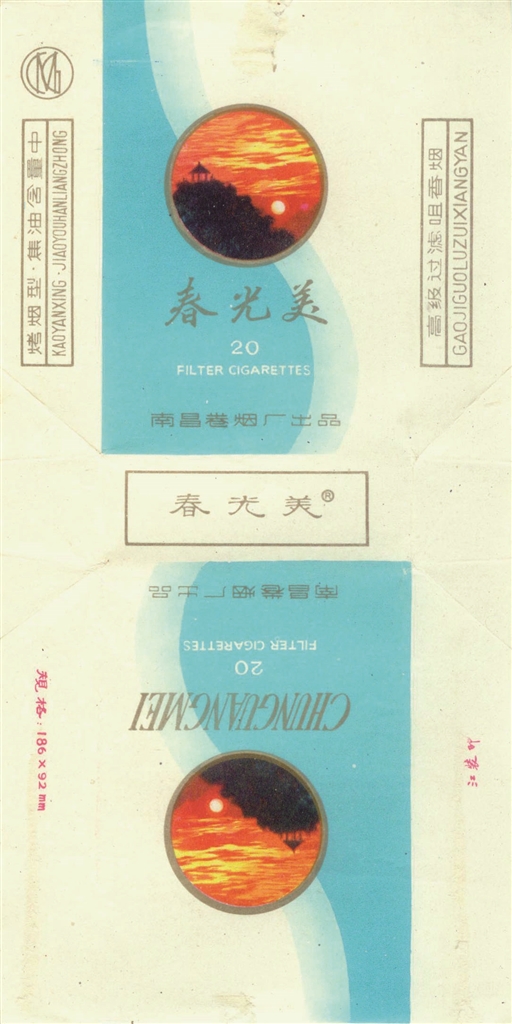 烤烟型·焦油含量中
KAOYANXING·JIAOYOUHANLIANGZHONG
高级过滤咀香烟
GAOJIGUOLUZUIXIANGYAN
春光美
20
FILTER CIGARETTES
南昌卷烟厂出品
春光美®
南昌卷烟厂出品
FILTER CIGARETTES
20
CHUNGUANGMEI
规格:186×92mm